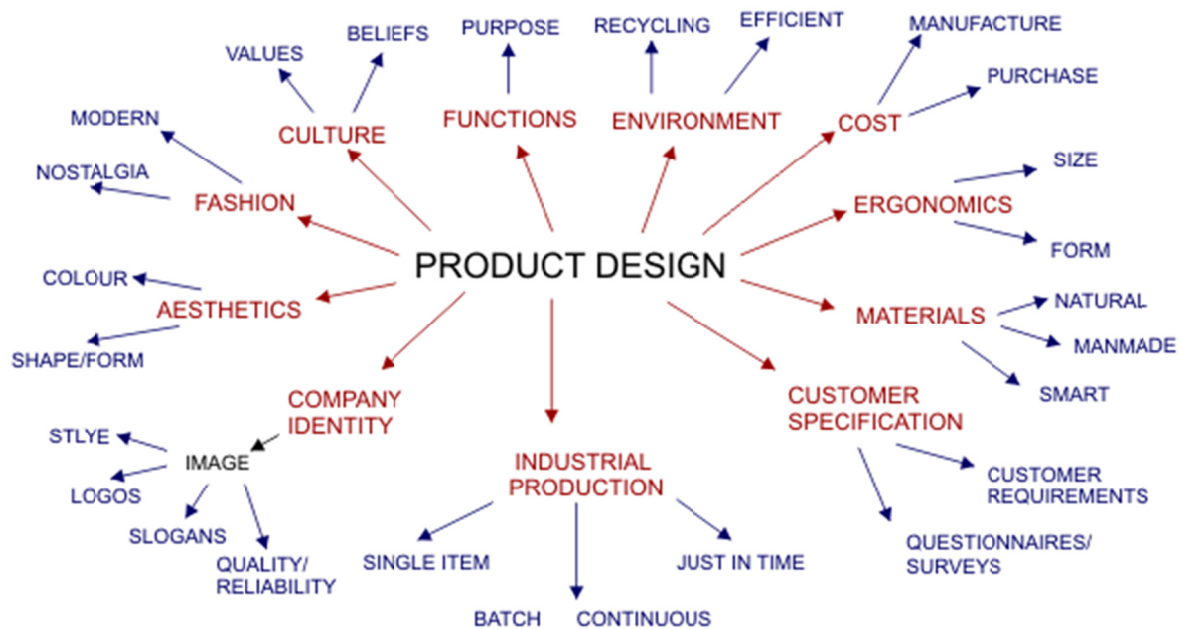 BELIEFS
PURPOSE
RECYCLING
EFFICIENT
MANUFACTURE
VALUES
PURCHASE
MODERN
CULTURE
FUNCTIONS
ENVIRONMENT
COST
NOSTALGIA
SIZE
FASHION
ERGONOMICS
FORM
PRODUCT DESIGN
COLOUR
AESTHETICS
NATURAL
MATERIALS
MANMADE
SHAPE/FORM
SMART
COMPANY
IDENTITY
CUSTOMER
SPECIFICATION
STLYE
IMAGE
LOGOS
SLOGANS
QUALITY/
RELIABILITY
INDUSTRIAL
PRODUCTION
CUSTOMER
REQUIREMENTS
QUESTIONNAIRES/
SURVEYS
SINGLE ITEM
JUST IN TIME
BATCH
CONTINUOUS